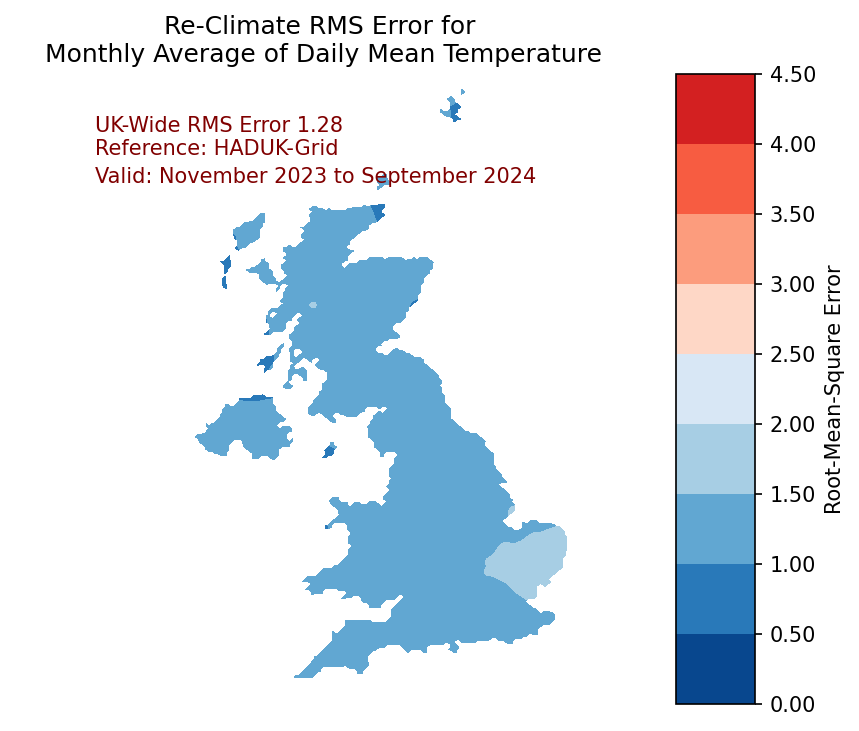 Re-Climate RMS Error for
Monthly Average of Daily Mean Temperature
UK-Wide RMS Error 1.28
Reference: HADUK-Grid
Valid: November 2023 to September 2024
4.50
4.00
3.50
3.00
2.50
2.00
1.50
1.00
0.50
0.00
Root-Mean-Square Error